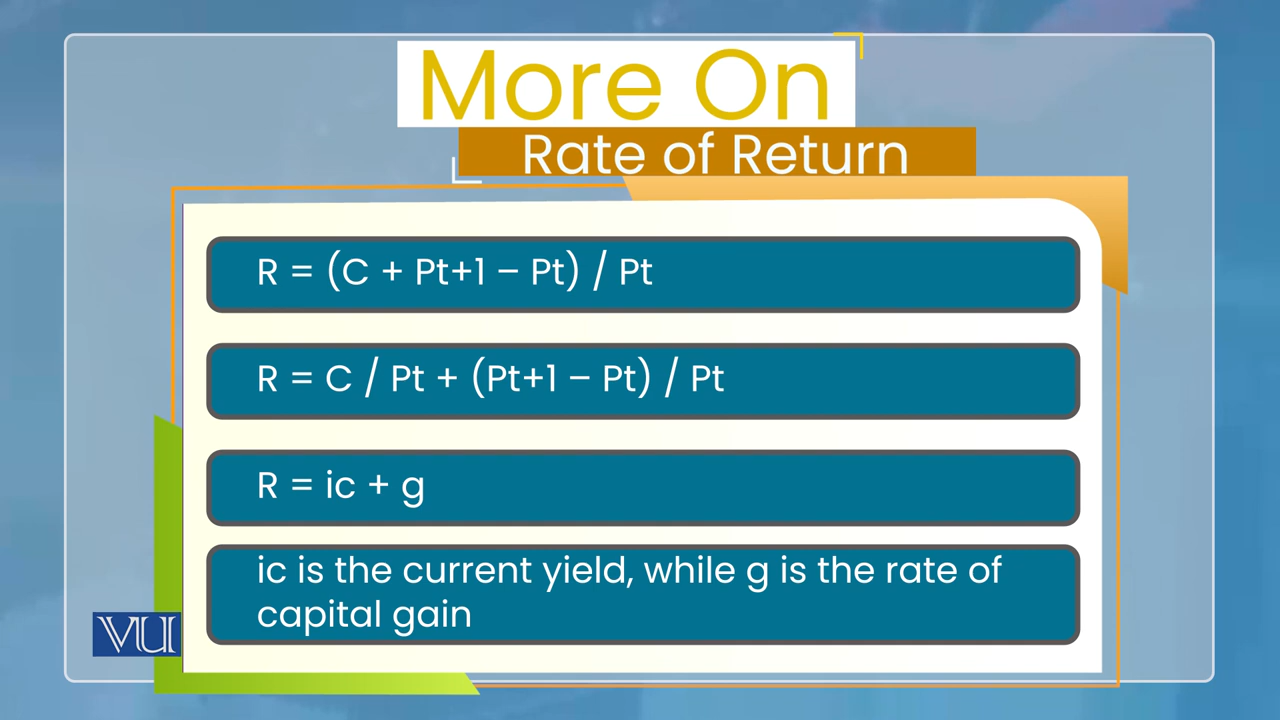 More On
Rate of Return
R = (C + Pt+1 – Pt) / Pt
R = C / Pt + (Pt+1 – Pt) / Pt
R = ic + g
ic is the current yield, while g is the rate of
capital gain
VU